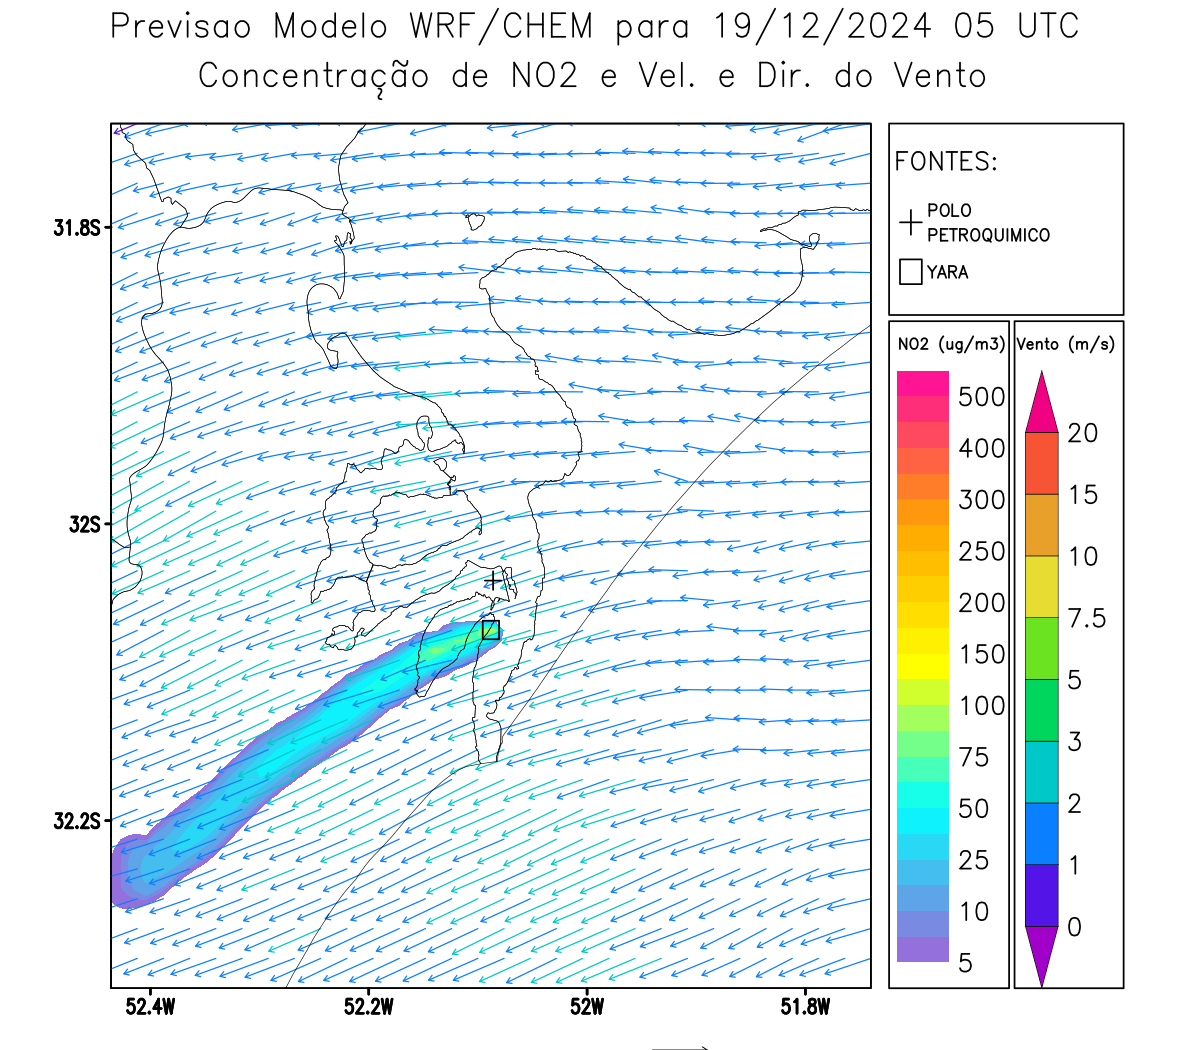 Previsao Modelo WRF/CHEM para 19/12/2024 05 UTC
Concentração de NO2 e Vel. e Dir. do Vento
FONTES:
POLO
PETROQUIMICO
YARA
NO2 (ug/m3)
500
400
300
250
200
150
100
75
50
25
10
5
Vento (m/s)
20
15
10
7.5
5
3
2
1
0
31.8S
32S
32.2S
52.4W
52.2W
52W
51.8W